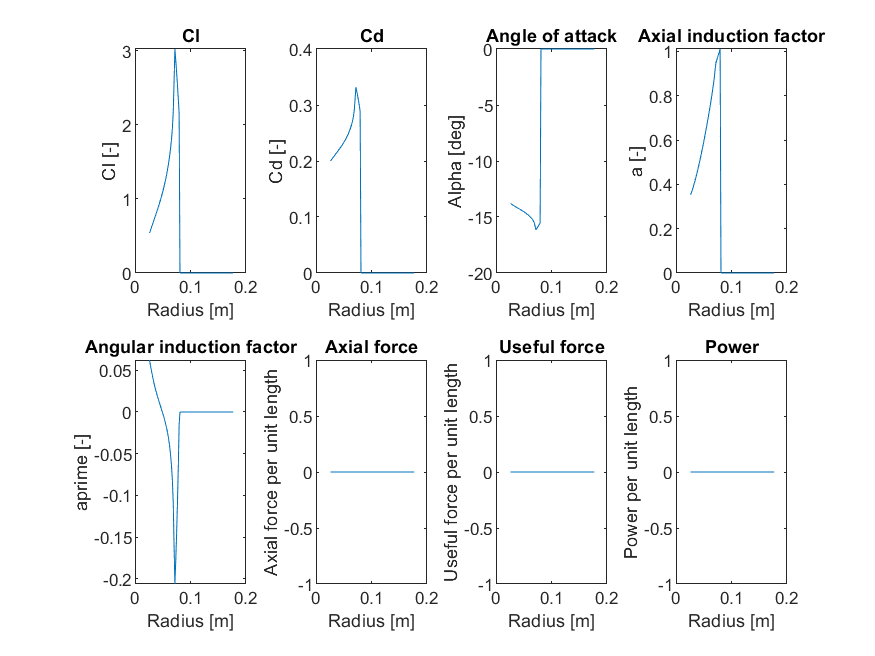 Cl
Cl [-]
3
2
1
0
0 0.1 0.2
Radius [m]
Cd
Cd [-]
0.4
0.3
0.2
0.1
0
0 0.1 0.2
Radius [m]
Angle of attack
Alpha [deg]
0
-5
-10
-15
-20
0 0.1 0.2
Radius [m]
Axial induction factor
a [-]
1
0.8
0.6
0.4
0.2
0
0 0.1 0.2
Radius [m]
Angular induction factor
aprime [-]
0.05
0
-0.05
-0.1
-0.15
-0.2
0 0.1 0.2
Radius [m]
Axial force
Axial force per unit length
1
0.5
0
-0.5
-1
0 0.1 0.2
Radius [m]
Useful force
Useful force per unit length
1
0.5
0
-0.5
-1
0 0.1 0.2
Radius [m]
Power
Power per unit length
1
0.5
0
-0.5
-1
0 0.1 0.2
Radius [m]